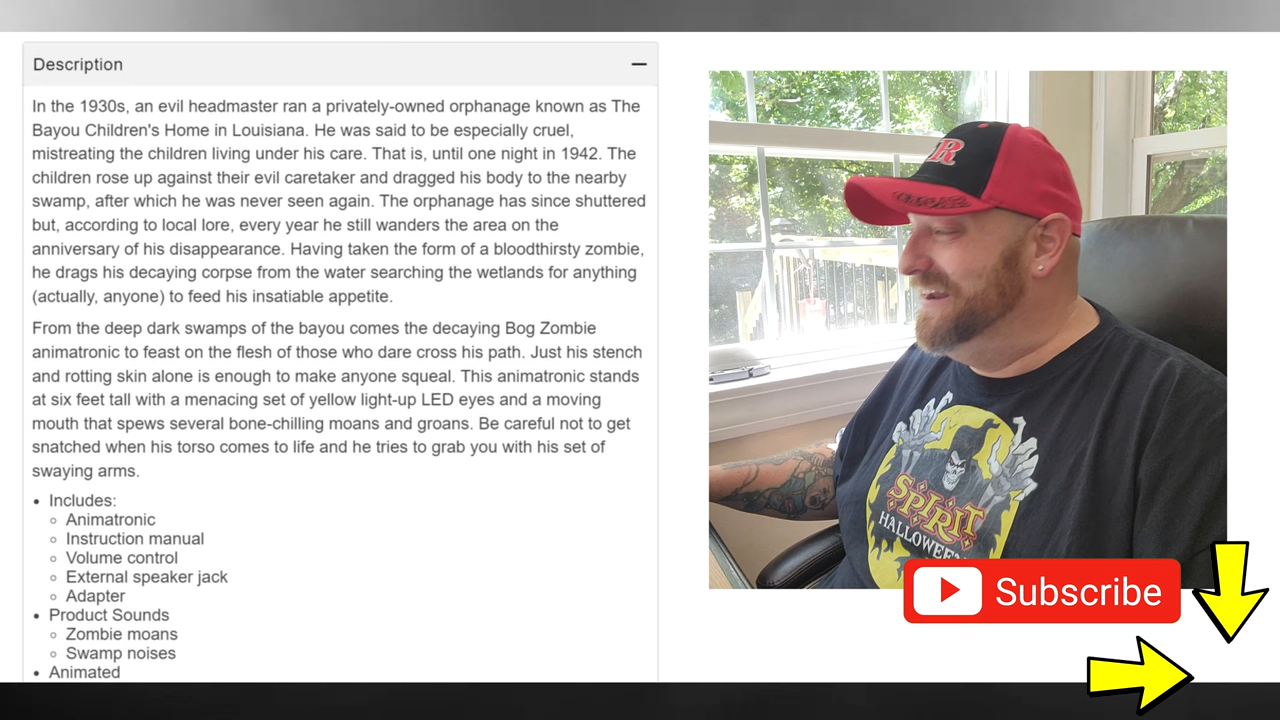 Description
In the 1930s, an evil headmaster ran a privately-owned orphanage known as The
Bayou Children's Home in Louisiana. He was said to be especially cruel,
mistreating the children living under his care. That is, until one night in 1942. The
children rose up against their evil caretaker and dragged his body to the nearby
swamp, after which he was never seen again. The orphanage has since shuttered
but, according to local lore, every year he still wanders the area on the
anniversary of his disappearance. Having taken the form of a bloodthirsty zombie,
he drags his decaying corpse from the water searching the wetlands for anything
(actually, anyone) to feed his insatiable appetite.
From the deep dark swamps of the bayou comes the decaying Bog Zombie
animatronic to feast on the flesh of those who dare cross his path. Just his stench
and rotting skin alone is enough to make anyone squeal. This animatronic stands
at six feet tall with a menacing set of yellow light-up LED eyes and a moving
mouth that spews several bone-chilling moans and groans. Be careful not to get
snatched when his torso comes to life and he tries to grab you with his set of
swaying arms.
• Includes:
◦ Animatronic
◦ Instruction manual
◦ Volume control
◦ External speaker jack
◦ Adapter
• Product Sounds
◦ Zombie moans
◦ Swamp noises
• Animated
R
SPIRIT
HALLOWEEN
Subscribe